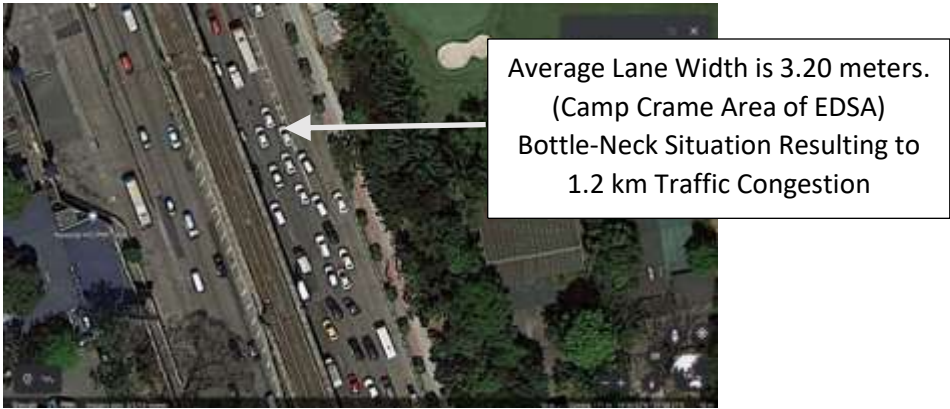 Average Lane Width is 3.20 meters.
(Camp Crame Area of EDSA)
Bottle-Neck Situation Resulting to
1.2 km Traffic Congestion